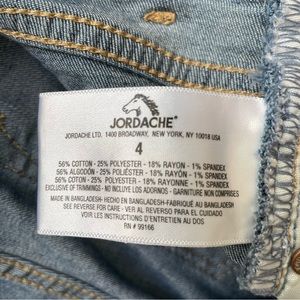 JORDACHE
JORDACHE LTD. 1400 BROADWAY, NEW YORK, NY 10018 USA
4
56% COTTON - 25% POLYESTER - 18% RAYON - 1% SPANDEX
56% ALGODÓN - 25% POLIÉSTER - 18% RAYÓN - 1% SPANDEX
56% COTON - 25% POLYESTER - 18% RAYONNE - 1% SPANDEX
EXCLUSIVE OF TRIMMINGS - NO INCLUYE LOS ADORNOS - GARNITURE NON COMPRISES
MADE IN BANGLADESH- HECHO EN BANGLADESH-FABRIQUÉ AU BANGLADESH
SEE REVERSE FOR CARE - VER AL REVERSO PARA EL CUIDADO
VOIR LES INSTRUCTIONS D'ENTRETIEN AU DOS
RN # 99166